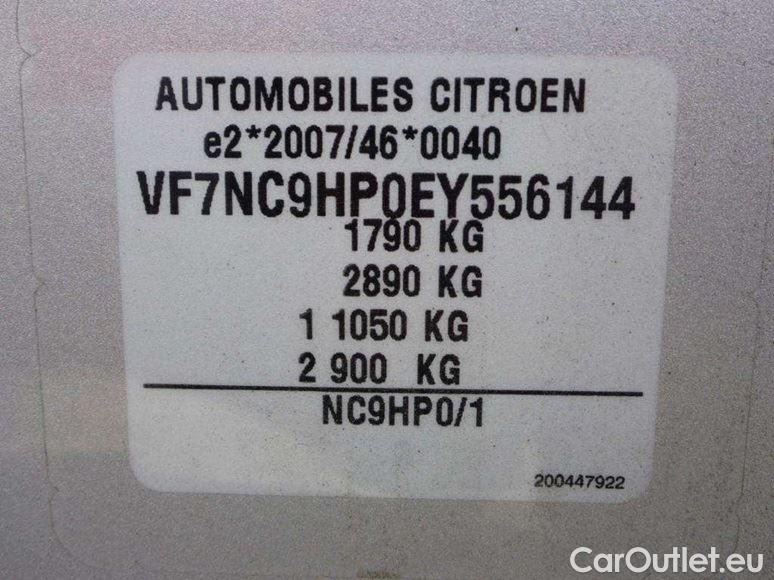 AUTOMOBILES CITROEN
e2*2007/46*0040
VF7NC9HP0EY556144
1790 KG
2890 KG
1 1050 KG
2 900 KG
NC9HP0/1
200447922
CarOutlet.eu